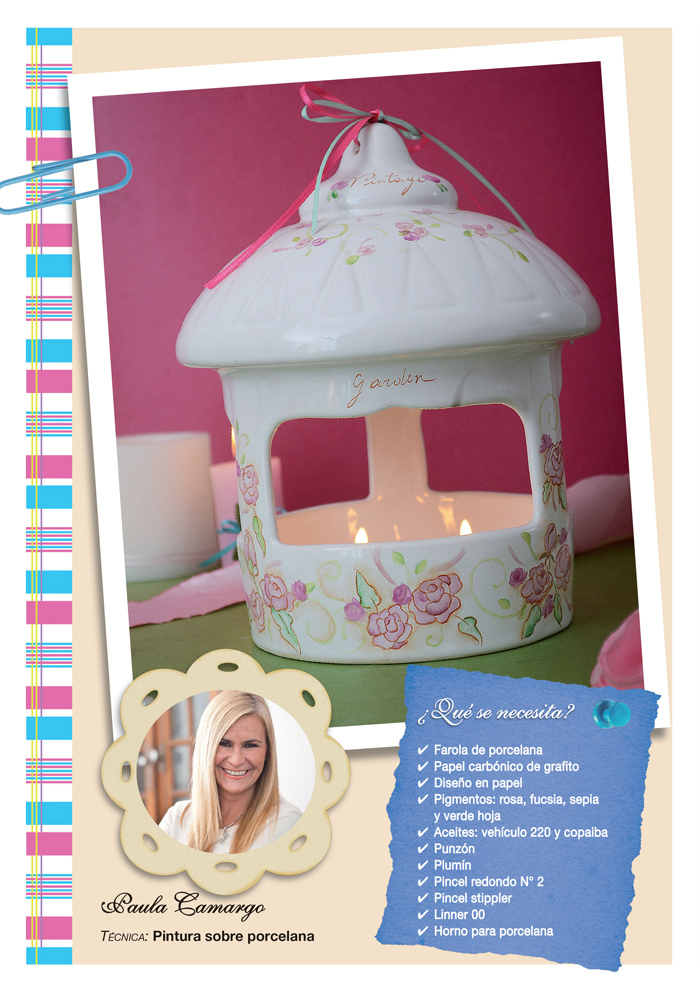 Vintage
Garden
¿Qué se necesita?
✔ Farola de porcelana
✔ Papel carbónico de grafito
✔ Diseño en papel
✔ Pigmentos: rosa, fucsia, sepia
y verde hoja
✔ Aceites: vehículo 220 y copaiba
✔ Punzón
✔ Plumín
✔ Pincel redondo N° 2
✔ Pincel stippler
✔ Linner 00
✔ Horno para porcelana
Paula Camargo
Técnica: Pintura sobre porcelana